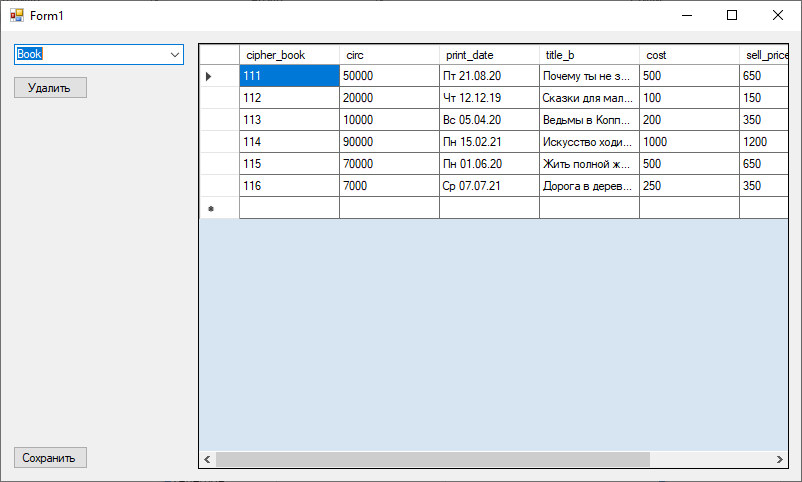 Form1
Book
Удалить
cipher_book circ print_date title_b cost sell_price
111 50000 Пт 21.08.20 Почему ты не з... 500 650
112 20000 Чт 12.12.19 Сказки для мал... 100 150
113 10000 Вс 05.04.20 Ведьмы в Копп... 200 350
114 90000 Пн 15.02.21 Искусство ходи... 1000 1200
115 70000 Пн 01.06.20 Жить полной ж... 500 650
116 7000 Ср 07.07.21 Дорога в дерев... 250 350
Сохранить